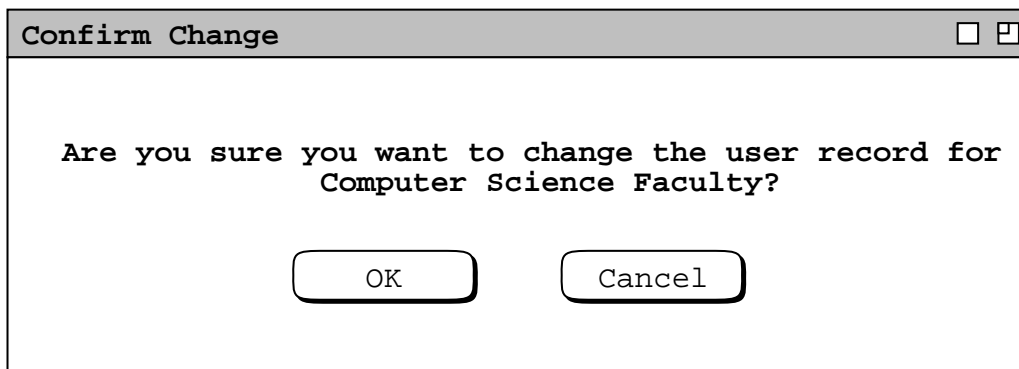 Confirm Change
Are you sure you want to change the user record for
Computer Science Faculty?
OK
Cancel